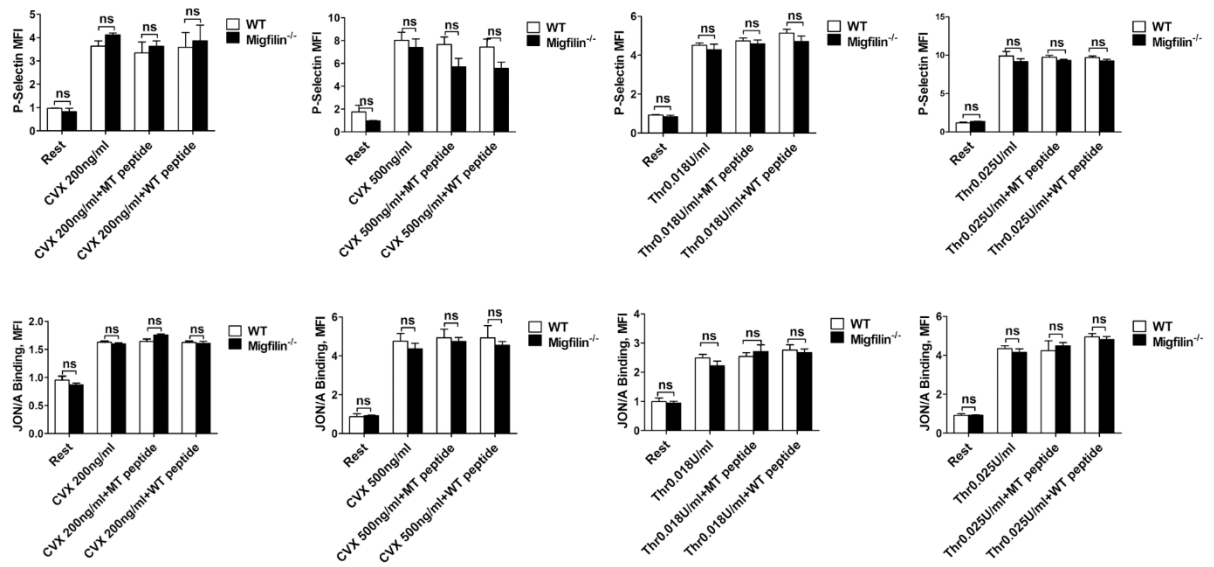 P-Selectin MFI
5
4
3
2
1
0
ns
ns
ns
ns
WT
Migfilin-/-
Rest
CVX 200ng/ml
CVX 200ng/ml+MT peptide
CVX 200ng/ml+WT peptide
P-Selectin MFI
10
8
6
4
2
0
ns
ns
ns
ns
WT
Migfilin-/-
Rest
CVX 500ng/ml
CVX 500ng/ml+MT peptide
CVX 500ng/ml+WT peptide
P-Selectin MFI
6
4
2
0
ns
ns
ns
ns
WT
Migfilin-/-
Rest
Thr0.018U/ml
Thr0.018U/ml+MT peptide
Thr0.018U/ml+WT peptide
P-Selectin MFI
15
10
5
0
ns
ns
ns
ns
WT
Migfilin-/-
Rest
Thr0.025U/ml
Thr0.025U/ml+MT peptide
Thr0.025U/ml+WT peptide
JON/A Binding, MFI
2.0
1.5
1.0
0.5
0.0
ns
ns
ns
ns
WT
Migfilin-/-
Rest
CVX 200ng/ml
CVX 200ng/ml+MT peptide
CVX 200ng/ml+WT peptide
JON/A Binding, MFI
6
4
2
0
ns
ns
ns
ns
WT
Migfilin-/-
Rest
CVX 500ng/ml
CVX 500ng/ml+MT peptide
CVX 500ng/ml+WT peptide
JON/A Binding, MFI
4
3
2
1
0
ns
ns
ns
ns
WT
Migfilin-/-
Rest
Thr0.018U/ml
Thr0.018U/ml+MT peptide
Thr0.018U/ml+WT peptide
JON/A Binding, MFI
6
4
2
0
ns
ns
ns
ns
WT
Migfilin-/-
Rest
Thr0.025U/ml
Thr0.025U/ml+MT peptide
Thr0.025U/ml+WT peptide